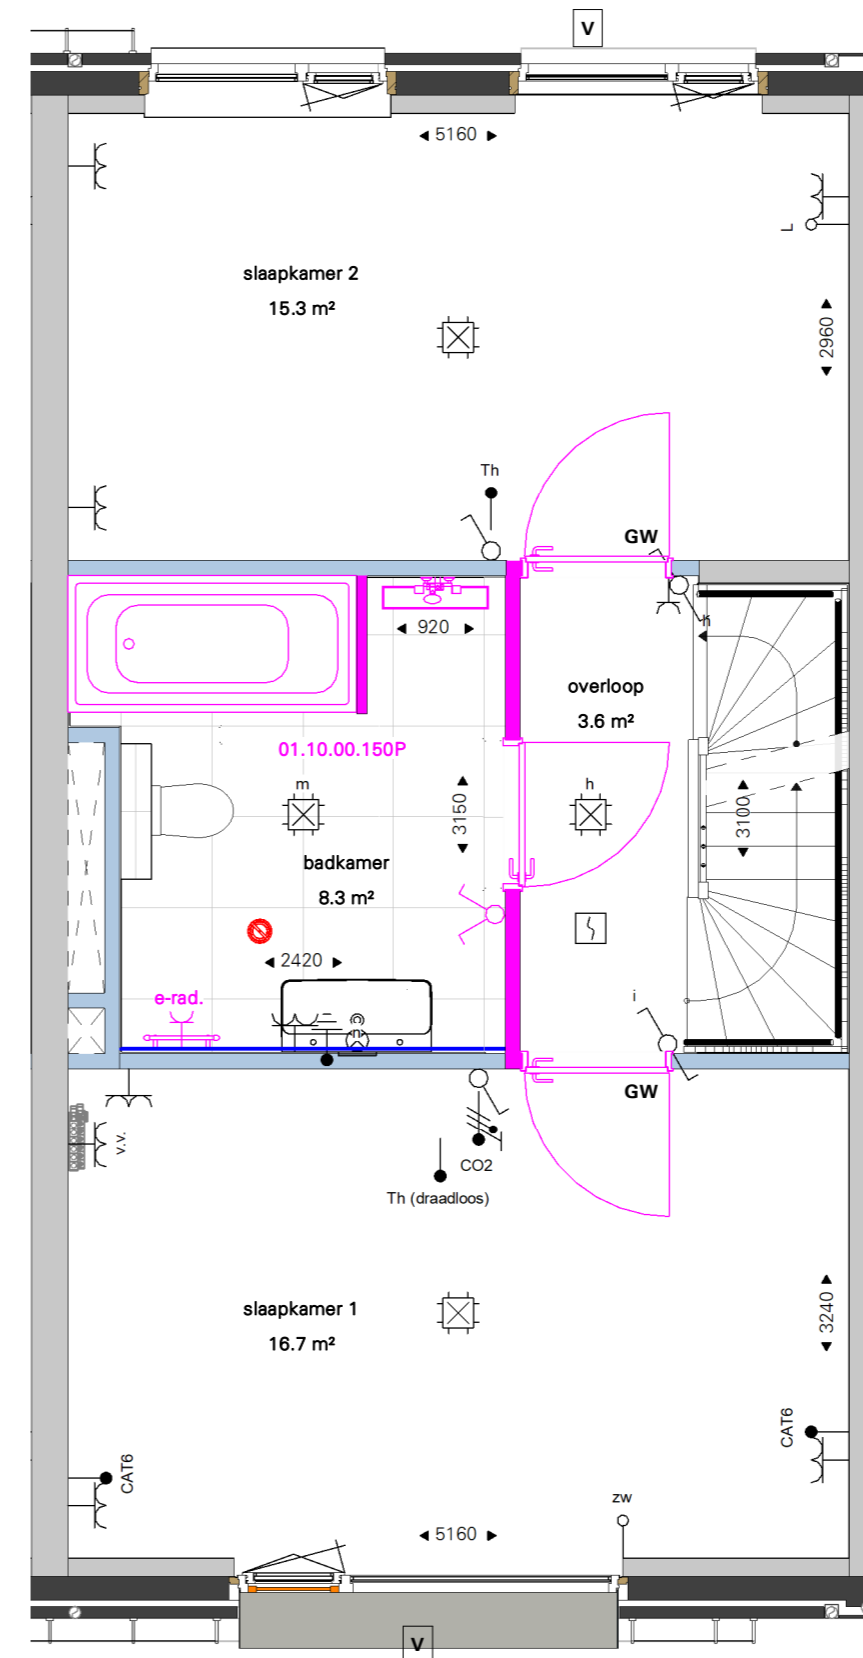 V
5160
L
slaapkamer 2
15.3 m²
2960
Th
GW
h
920
overloop
3.6 m²
01.10.00.150P
m
h
3150
3100
badkamer
8.3 m²
2420
e-rad.
i
GW
v.v.
CO2
Th (draadloos)
slaapkamer 1
16.7 m²
3240
CAT6
CAT6
zw
5160
V